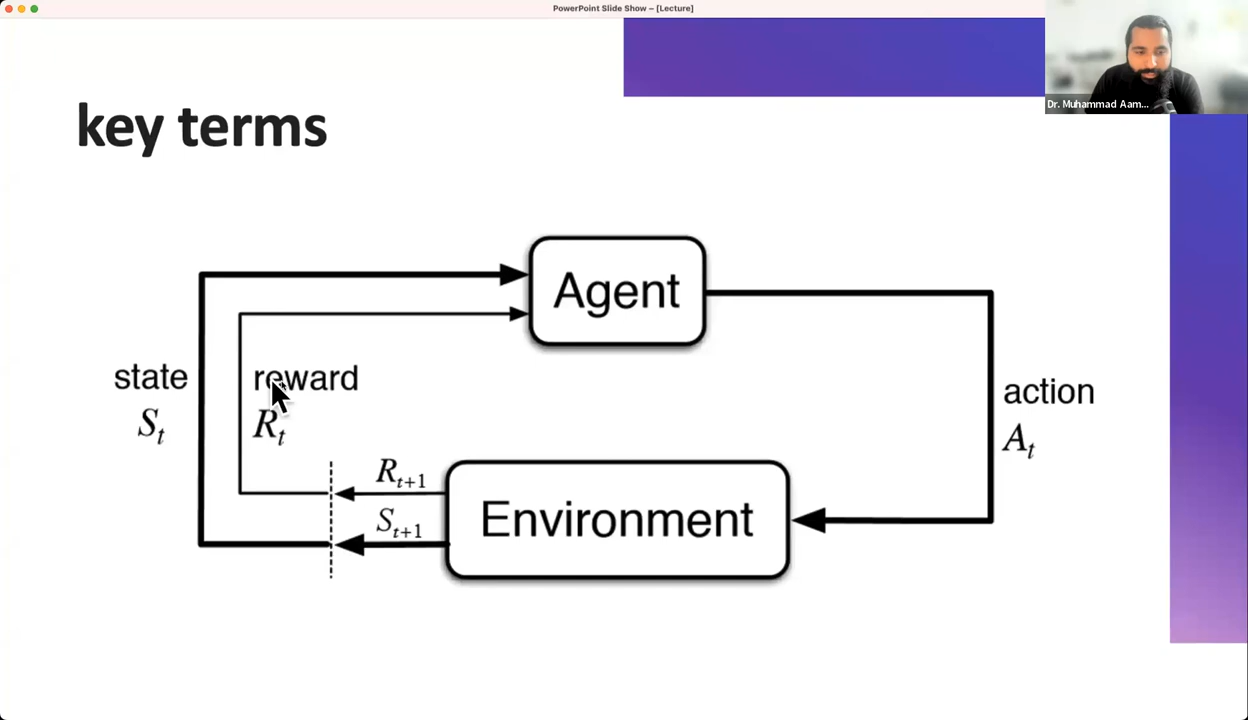 PowerPoint Slide Show – [Lecture]
Dr. Muhammad Aam...
key terms
Agent
state
S_t
reward
R_t
action
A_t
R_{t+1}
S_{t+1}
Environment